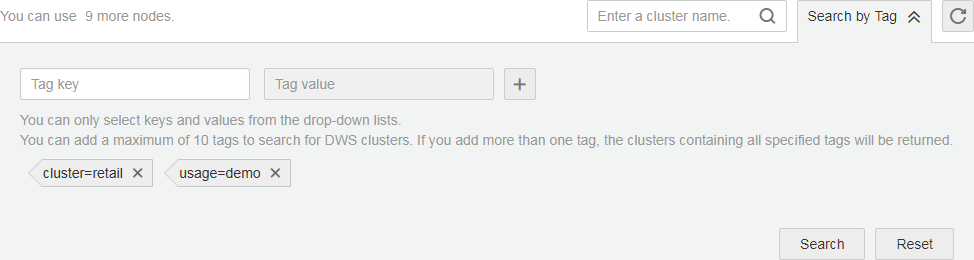 You can use 9 more nodes.
Enter a cluster name.
Search by Tag
Tag key
Tag value
You can only select keys and values from the drop-down lists.
You can add a maximum of 10 tags to search for DWS clusters. If you add more than one tag, the clusters containing all specified tags will be returned.
cluster=retail
usage=demo
Search
Reset